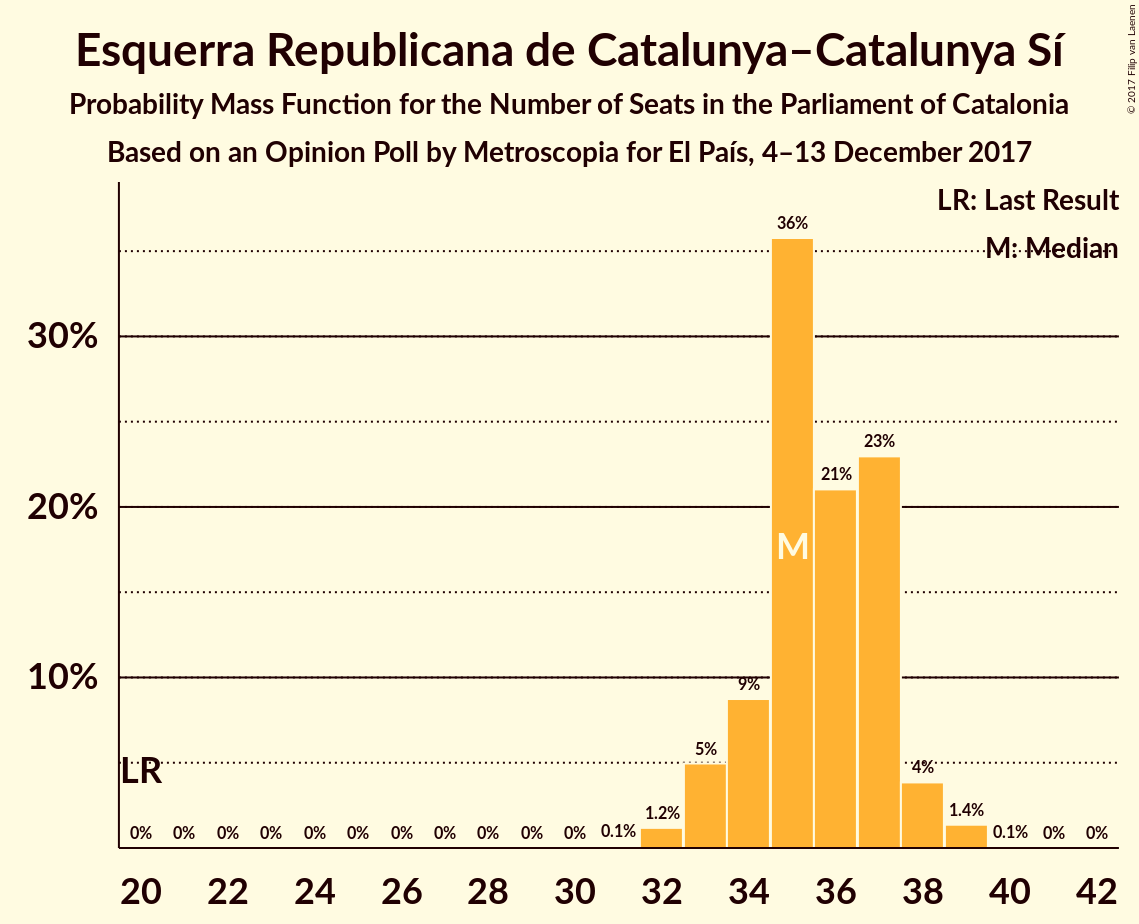 Esquerra Republicana de Catalunya–Catalunya Sí
Probability Mass Function for the Number of Seats in the Parliament of Catalonia
Based on an Opinion Poll by Metroscopia for El País, 4–13 December 2017
© 2017 Filip van Laenen
LR: Last Result
M: Median
30%
20%
10%
36%
23%
21%
M
9%
5%
4%
LR
1.2%
1.4%
0% 0% 0% 0% 0% 0% 0% 0% 0% 0% 0% 0.1% 0.1% 0% 0%
20 22 24 26 28 30 32 34 36 38 40 42